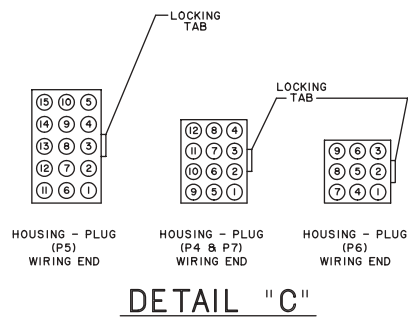 LOCKING
TAB
15 10 5
14 9 4
13 8 3
12 7 2
11 6 1
HOUSING - PLUG
(P5)
WIRING END
LOCKING
TAB
12 8 4
11 7 3
10 6 2
9 5 1
HOUSING - PLUG
(P4 & P7)
WIRING END
9 6 3
8 5 2
7 4 1
HOUSING - PLUG
(P6)
WIRING END
DETAIL "C"